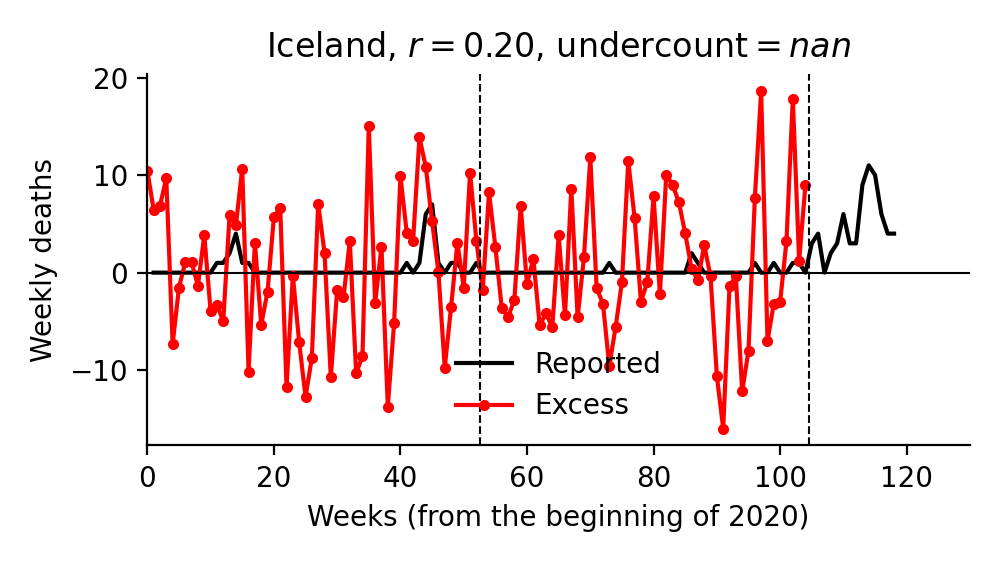 Iceland, r = 0.20, undercount = nan
Weekly deaths
20
10
0
−10
Reported
Excess
0 20 40 60 80 100 120
Weeks (from the beginning of 2020)